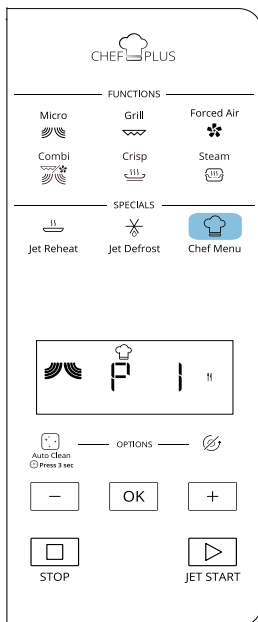 CHEF PLUS
FUNCTIONS
Micro Grill Forced Air
Combi Crisp Steam
SPECIALS
Jet Reheat Jet Defrost Chef Menu
P 1
Auto Clean OPTIONS
Press 3 sec
− OK +
STOP JET START